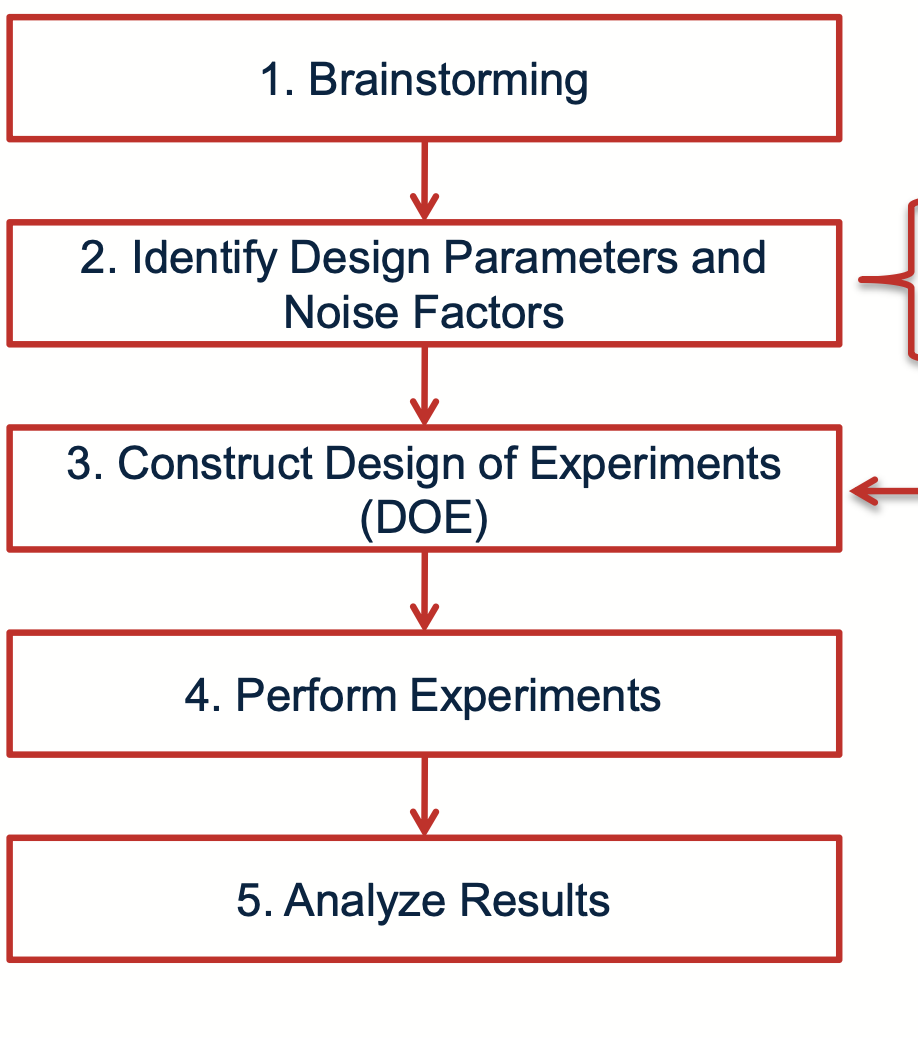 1. Brainstorming
2. Identify Design Parameters and
Noise Factors
3. Construct Design of Experiments
(DOE)
4. Perform Experiments
5. Analyze Results